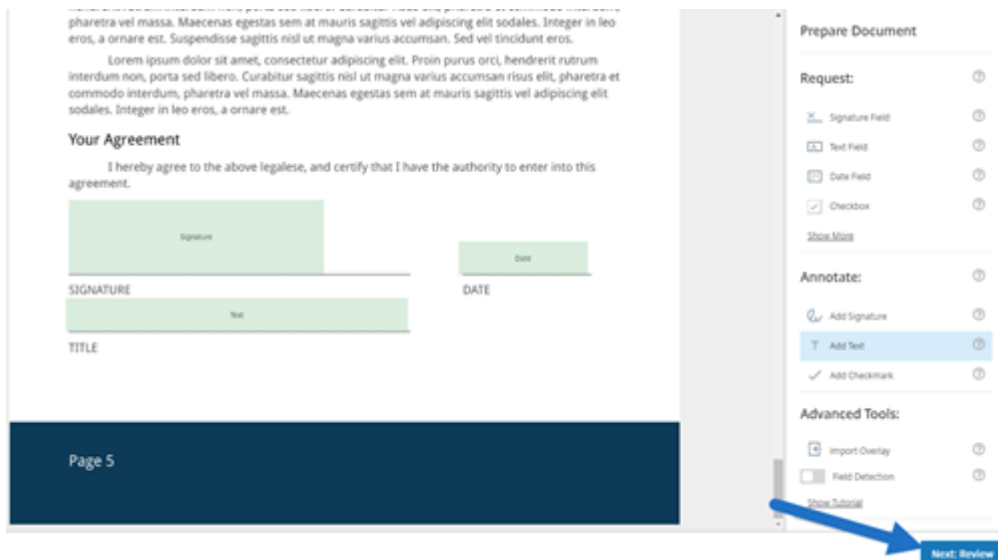 pharetra vel massa. Maecenas egestas sem at mauris sagittis vel adipiscing elit sodales. Integer in leo
eros, a ornare est. Suspendisse sagittis nisl ut magna varius accumsan. Sed vel tincidunt eros.
Lorem ipsum dolor sit amet, consectetur adipiscing elit. Proin purus orci, hendrerit rutrum
interdum non, porta sed libero. Curabitur sagittis nisl ut magna varius accumsan risus elit, pharetra et
commodo interdum, pharetra vel massa. Maecenas egestas sem at mauris sagittis vel adipiscing elit
sodales. Integer in leo eros, a ornare est.
Your Agreement
I hereby agree to the above legalese, and certify that I have the authority to enter into this
agreement.
Signature
Date
SIGNATURE
DATE
Text
TITLE
Page 5
Prepare Document
Request:
Signature Field
Text Field
Date Field
Checkbox
Show More
Annotate:
Add Signature
T Add Text
Add Checkmark
Advanced Tools:
Import Overlay
Field Detection
Show Tutorial
Next: Review